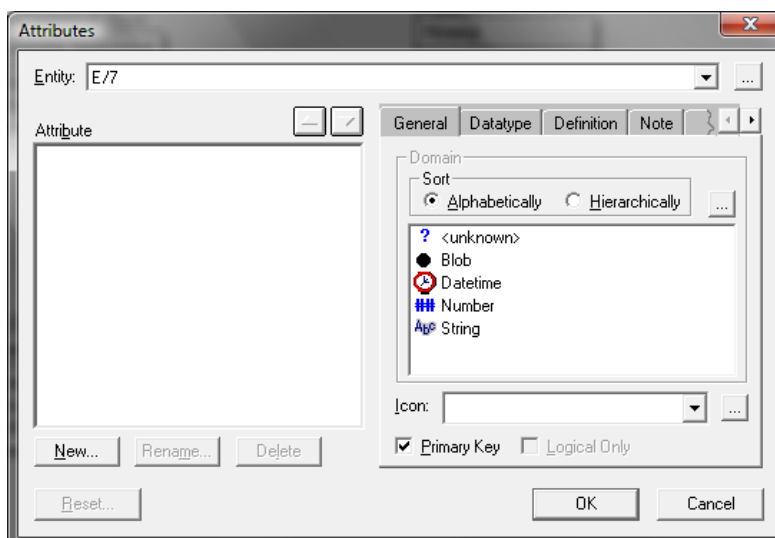 Attributes
Entity: E/7
...
Attribute
General Datatype Definition Note
Domain
Sort
Alphabetically Hierarchically
...
? <unknown>
Blob
Datetime
Number
Abc String
Icon:
...
New... Rename... Delete
Primary Key Logical Only
Reset...
OK Cancel